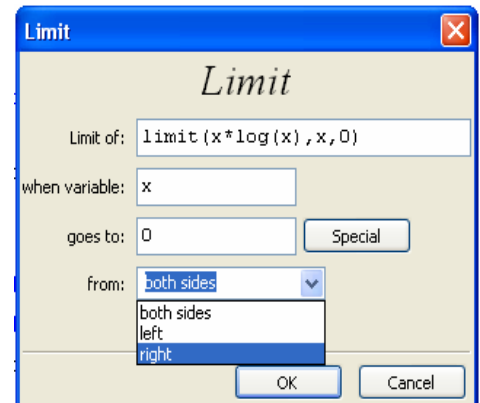 Limit
Limit
Limit of: limit(x*log(x),x,0)
when variable: x
goes to: 0 Special
from: both sides
both sides
left
right
OK Cancel